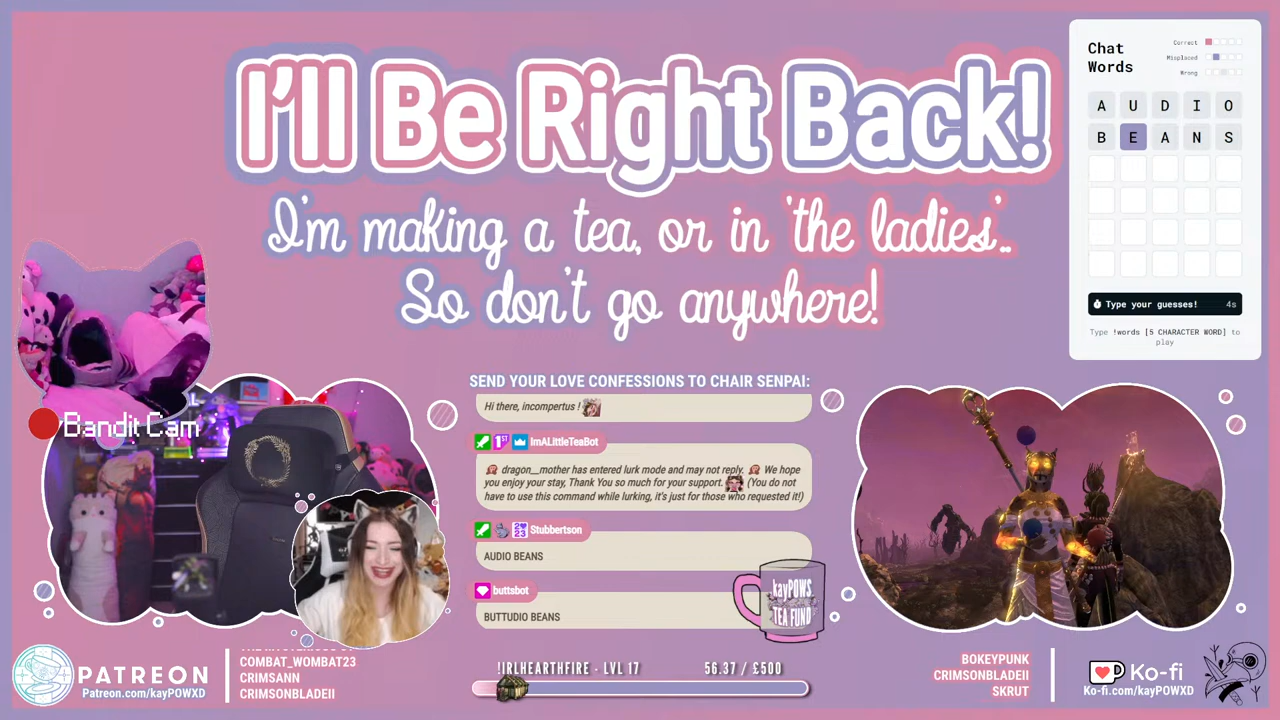 I'll Be Right Back!
I'm making a tea, or in 'the ladies'..
So don't go anywhere!
Chat
Words
Correct
Misplaced
Wrong
A U D I O
B E A N S
Type your guesses! 4s
Type !words [5 CHARACTER WORD] to
play
Bandit Cam
SEND YOUR LOVE CONFESSIONS TO CHAIR SENPAI:
Hi there, incompertus !
1ST ImALittleTeaBot
dragon__mother has entered lurk mode and may not reply. We hope
you enjoy your stay, Thank You so much for your support. (You do not
have to use this command while lurking, it's just for those who requested it!)
Stubbertson
AUDIO BEANS
buttsbot
BUTTUDIO BEANS
kayPOWS
TEA FUND
PATREON
Patreon.com/kayPOWXD
COMBAT_WOMBAT23
CRIMSANN
CRIMSONBLADEII
!IRLHEARTHFIRE - LVL 17 56.37 / £500
BOKEYPUNK
CRIMSONBLADEII
SKRUT
Ko-fi
Ko-fi.com/kayPOWXD